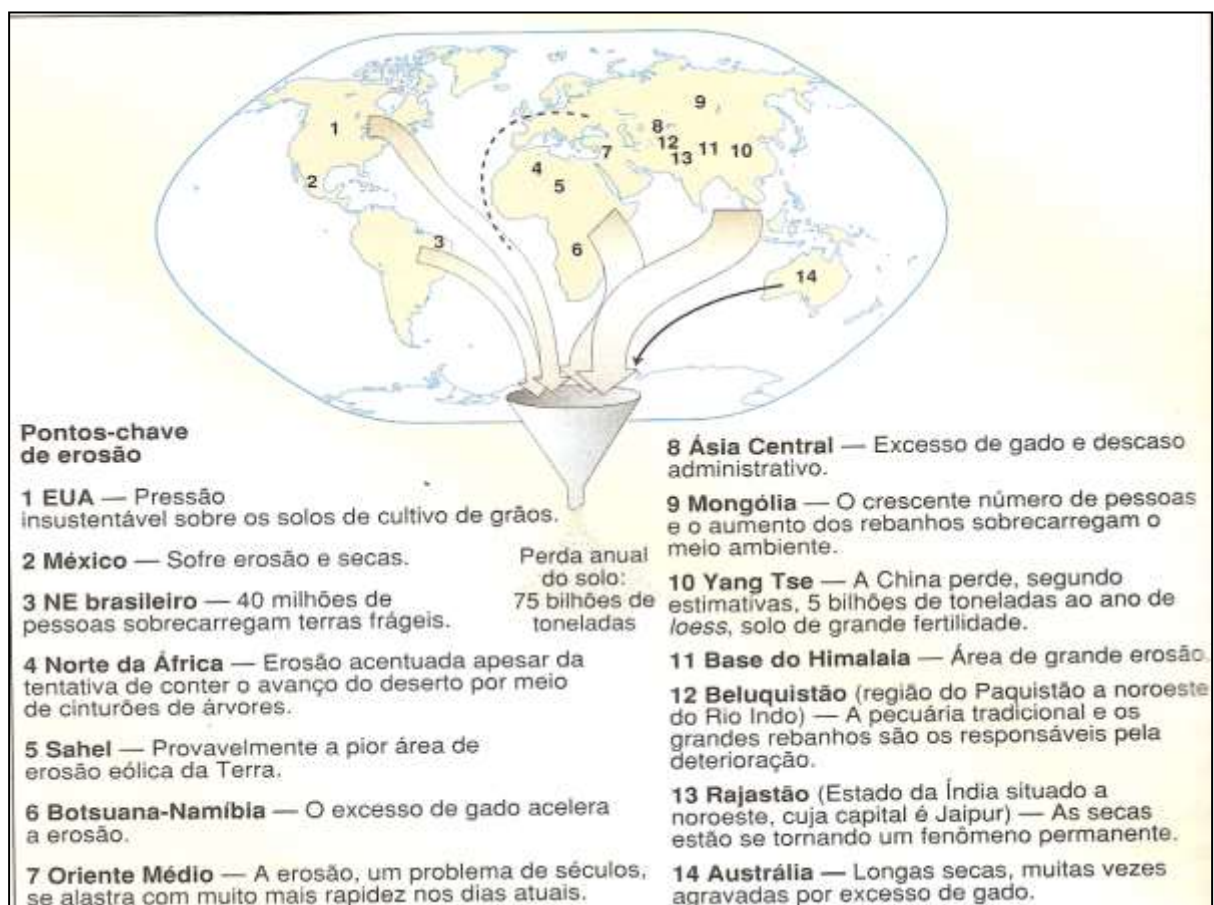 1
2
3
4
5
6
7
8
9
10
11
12
13
14
Pontos-chave
de erosão
1 EUA — Pressão
insustentável sobre os solos de cultivo de grãos.
2 México — Sofre erosão e secas.
3 NE brasileiro — 40 milhões de
pessoas sobrecarregam terras frágeis.
4 Norte da África — Erosão acentuada apesar da
tentativa de conter o avanço do deserto por meio
de cinturões de árvores.
5 Sahel — Provavelmente a pior área de
erosão eólica da Terra.
6 Botsuana-Namíbia — O excesso de gado acelera
a erosão.
7 Oriente Médio — A erosão, um problema de séculos,
se alastra com muito mais rapidez nos dias atuais.
Perda anual
do solo:
75 bilhões de
toneladas
8 Ásia Central — Excesso de gado e descaso
administrativo.
9 Mongólia — O crescente número de pessoas
e o aumento dos rebanhos sobrecarregam o
meio ambiente.
10 Yang Tse — A China perde, segundo
estimativas, 5 bilhões de toneladas ao ano de
loess, solo de grande fertilidade.
11 Base do Himalaia — Área de grande erosão.
12 Beluquistão (região do Paquistão a noroeste
do Rio Indo) — A pecuária tradicional e os
grandes rebanhos são os responsáveis pela
deterioração.
13 Rajastão (Estado da Índia situado a
noroeste, cuja capital é Jaipur) — As secas
estão se tornando um fenômeno permanente.
14 Austrália — Longas secas, muitas vezes
agravadas por excesso de gado.